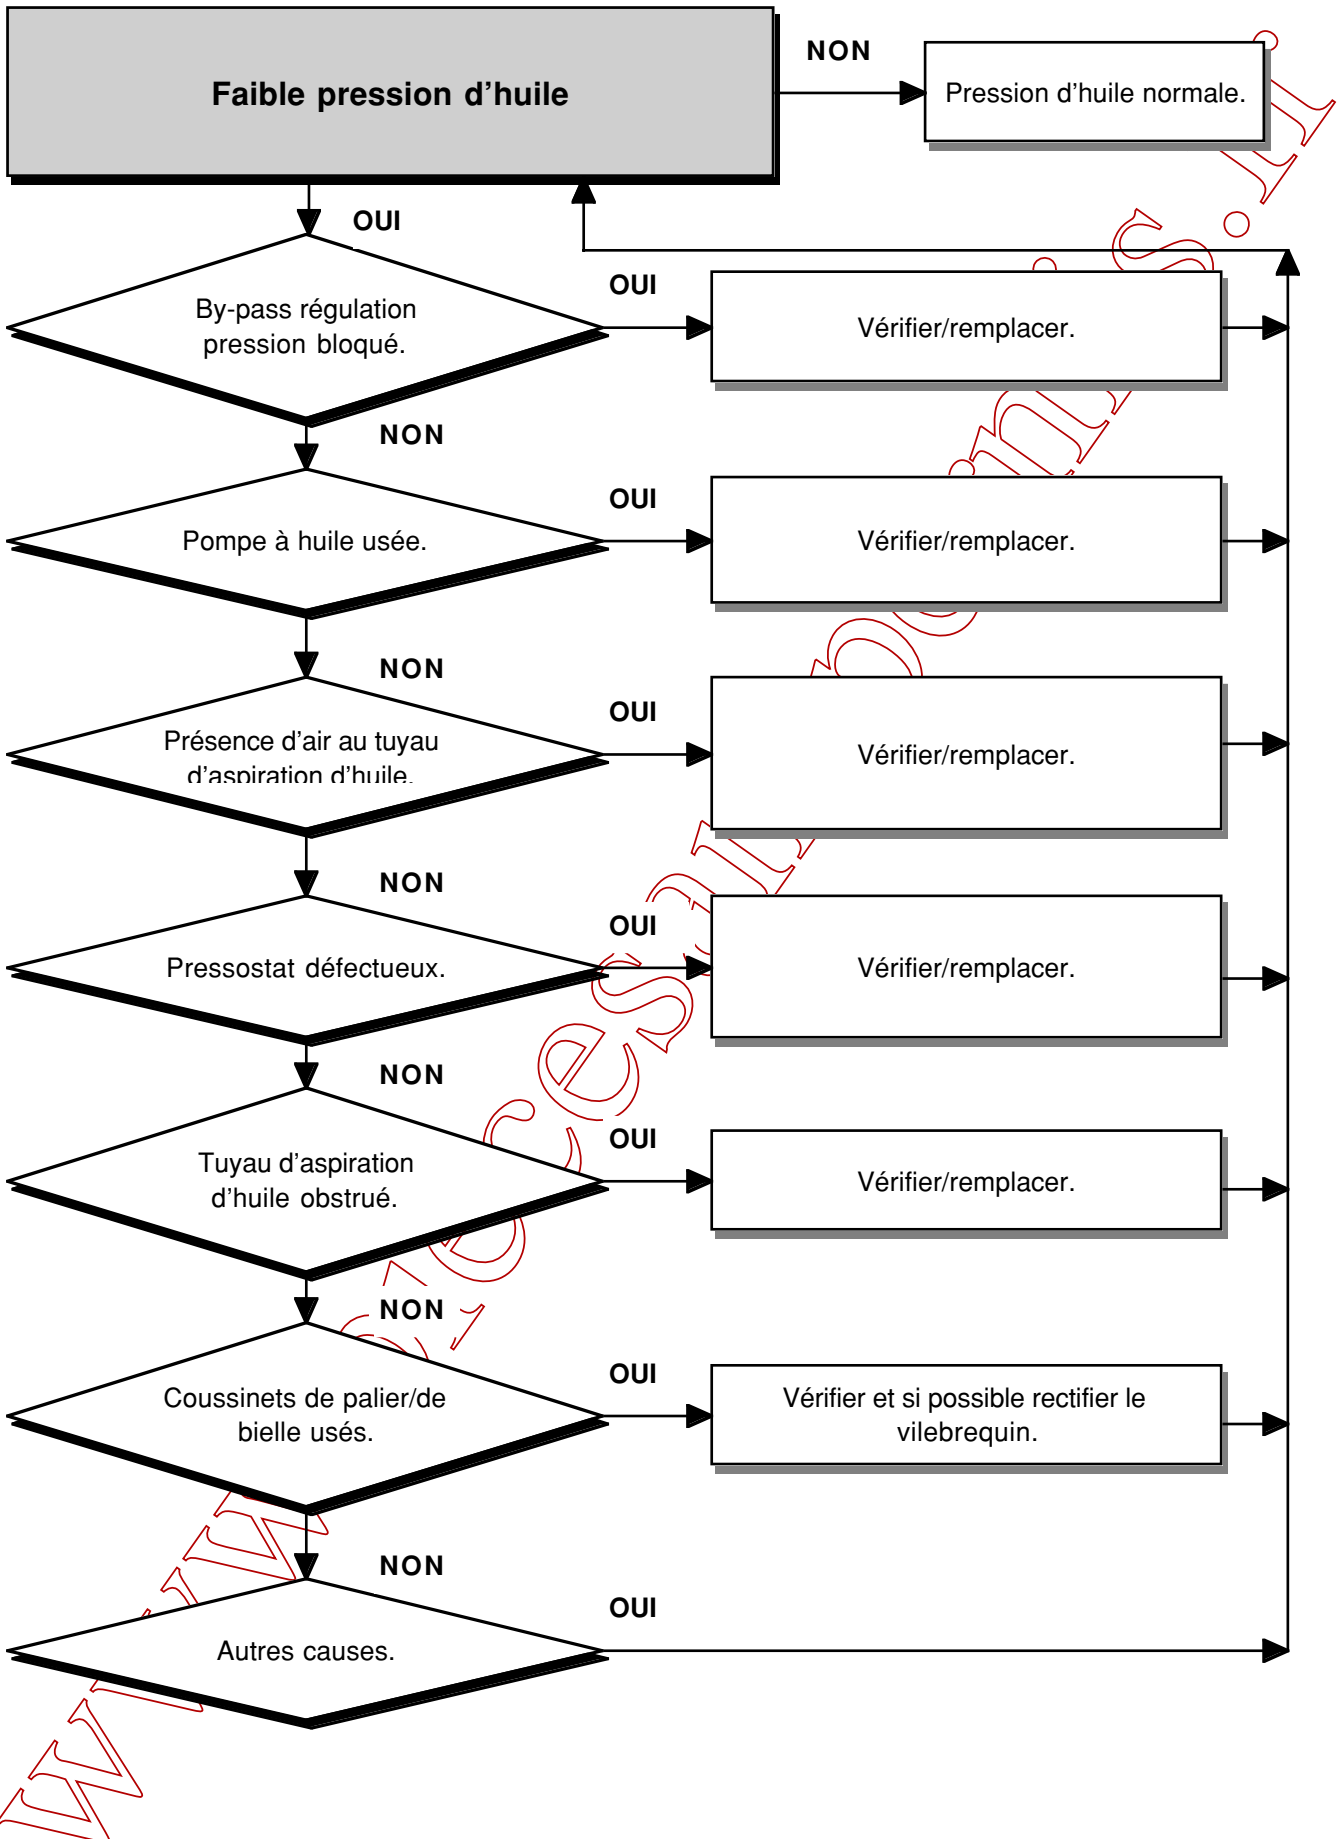 Faible pression d'huile
NON
Pression d'huile normale.
OUI
By-pass régulation
pression bloqué.
OUI
Vérifier/remplacer.
NON
Pompe à huile usée.
OUI
Vérifier/remplacer.
NON
Présence d'air au tuyau
d'aspiration d'huile.
OUI
Vérifier/remplacer.
NON
Pressostat défectueux.
OUI
Vérifier/remplacer.
NON
Tuyau d'aspiration
d'huile obstrué.
OUI
Vérifier/remplacer.
NON
Coussinets de palier/de
bielle usés.
OUI
Vérifier et si possible rectifier le
vilebrequin.
NON
Autres causes.
OUI